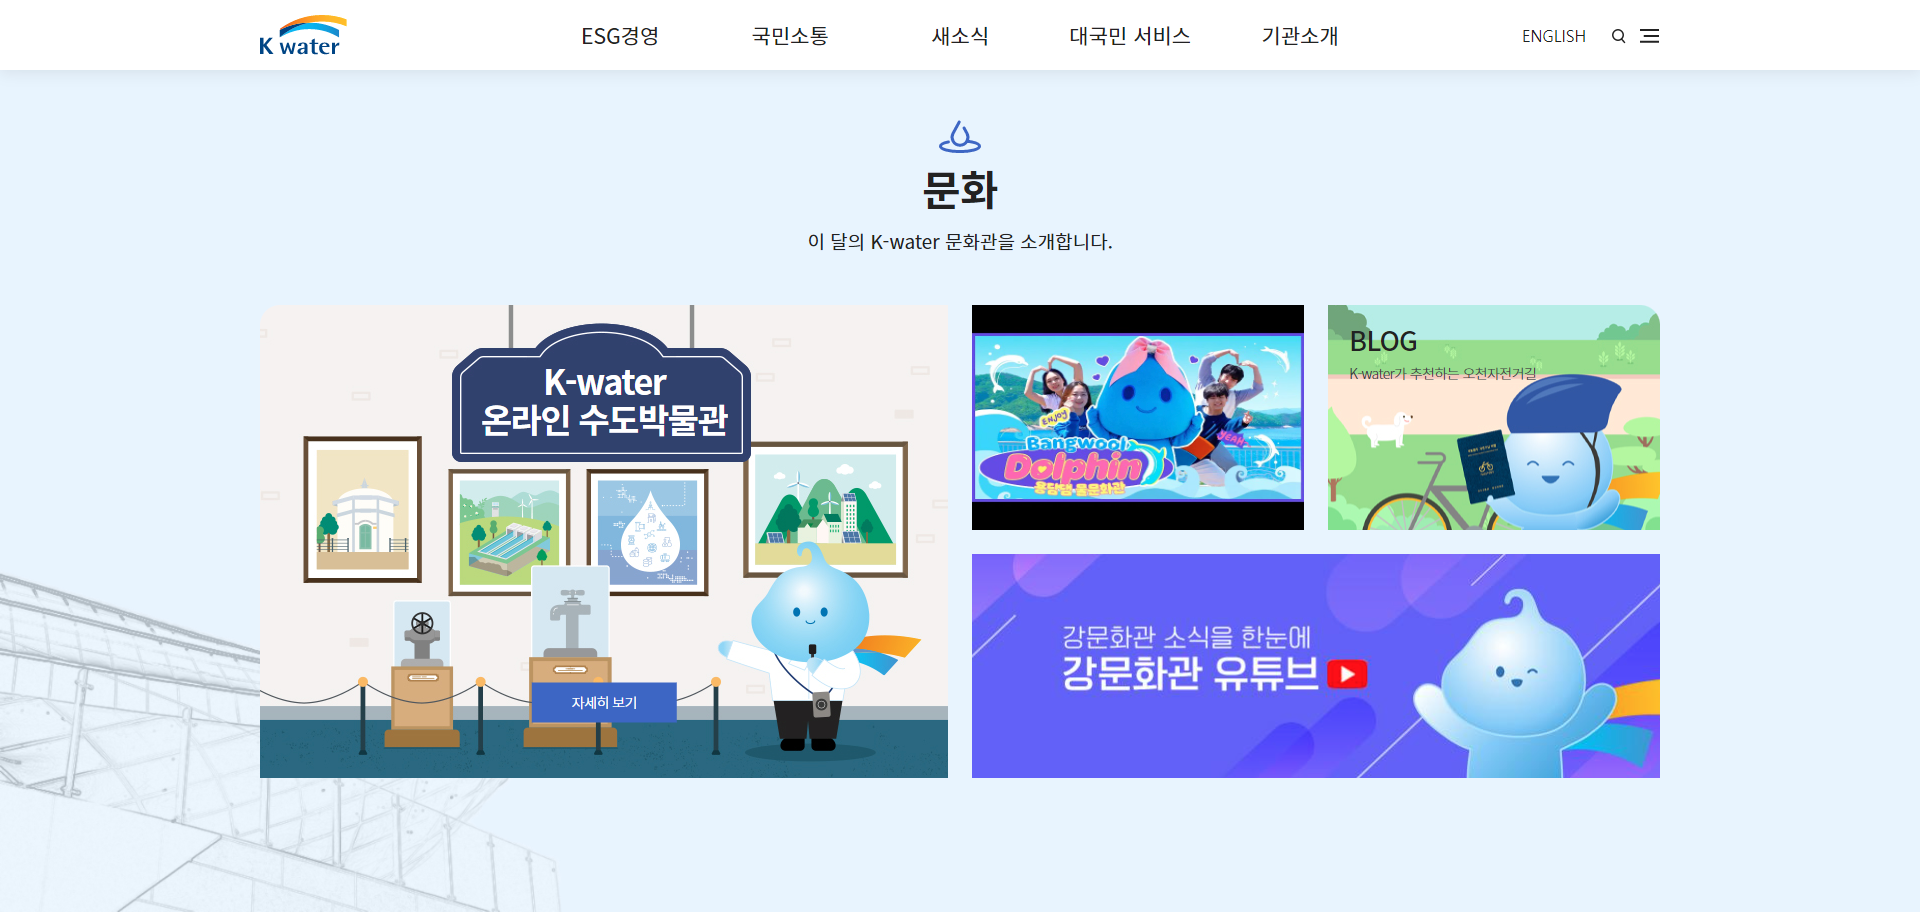 K water
ESG경영
국민소통
새소식
대국민 서비스
기관소개
ENGLISH
문화
이 달의 K-water 문화관을 소개합니다.
K-water
온라인 수도박물관
자세히 보기
ENJOY
YEAH~
Bangwool
Dolphin
용담댐 물문화관
BLOG
K-water가 추천하는 오천자전거길
강문화관 소식을 한눈에
강문화관 유튜브